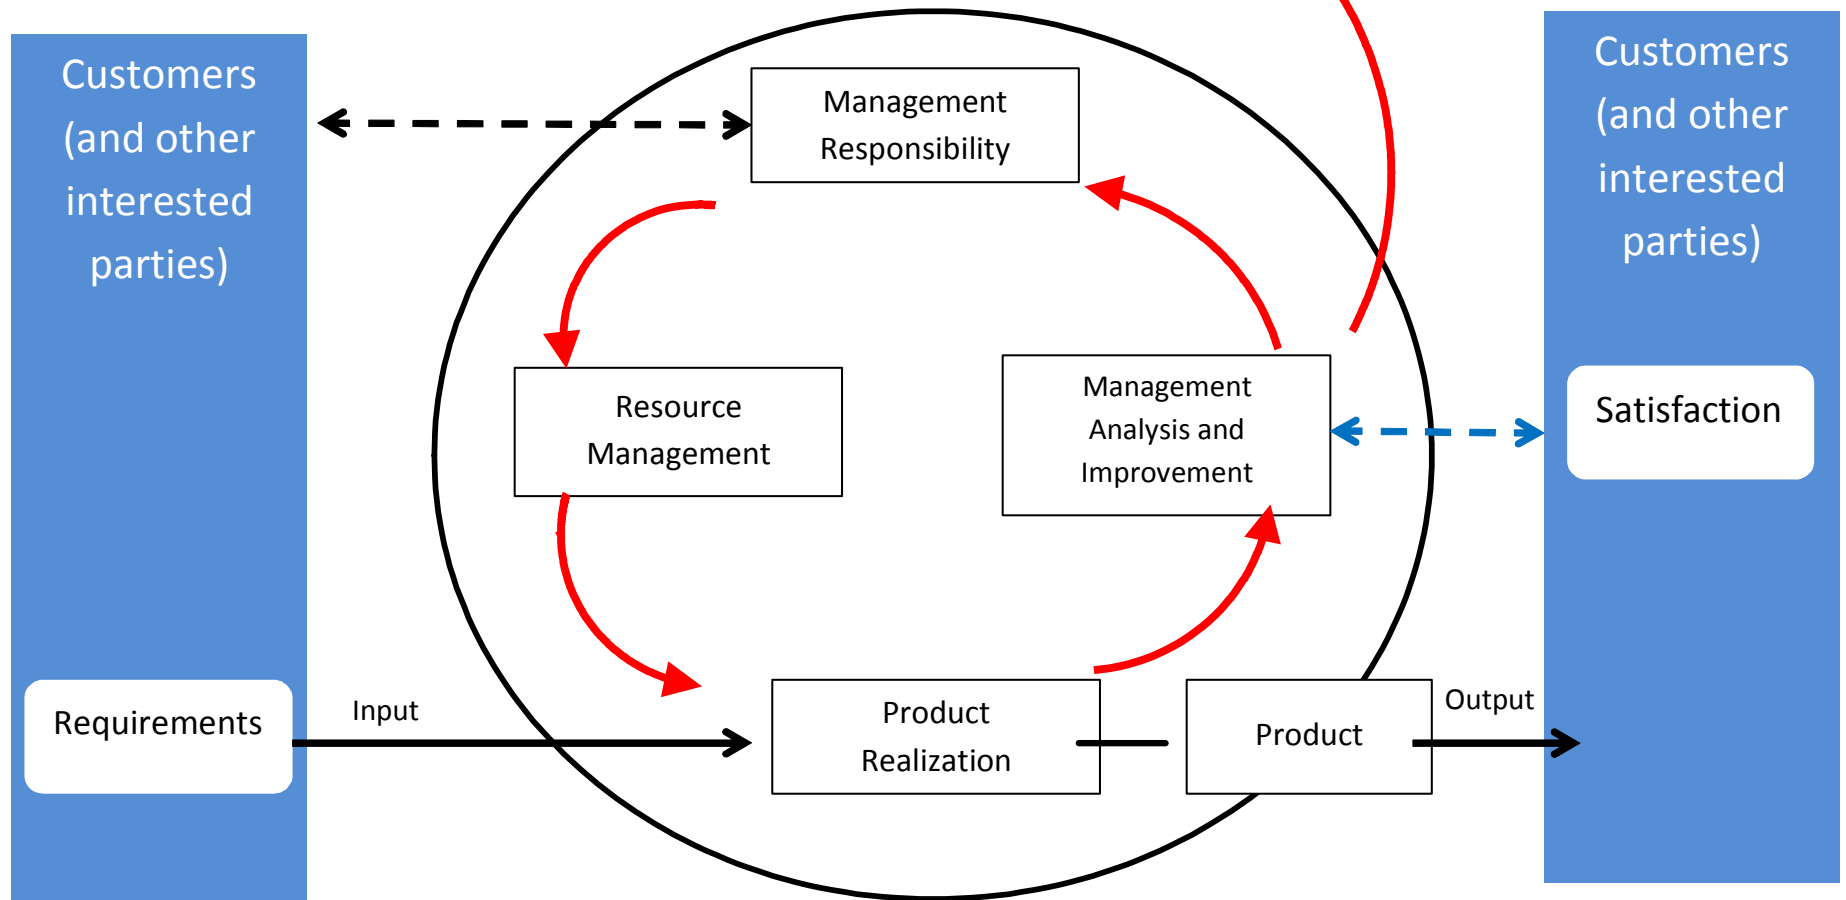 Customers
(and other
interested
parties)
Management
Responsibility
Customers
(and other
interested
parties)
Resource
Management
Management
Analysis and
Improvement
Satisfaction
Requirements
Input
Product
Realization
Product
Output